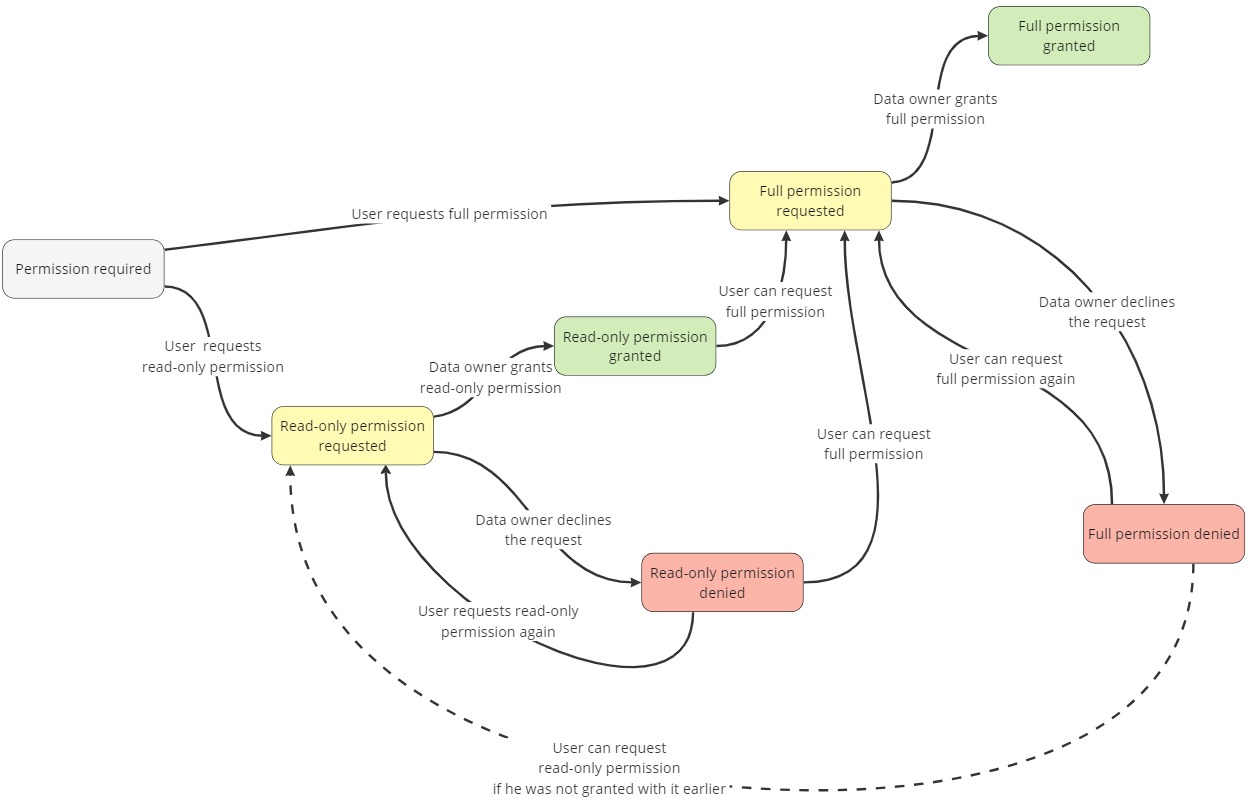 Full permission
granted
Data owner grants
full permission
Full permission
requested
User requests full permission
Permission required
User can request
full permission
Data owner declines
the request
Read-only permission
granted
User  requests
read-only permission
Data owner grants
read-only permission
User can request
full permission again
Read-only permission
requested
User can request
full permission
Data owner declines
the request
Full permission denied
Read-only permission
denied
User requests read-only
permission again
User can request
read-only permission
if he was not granted with it earlier